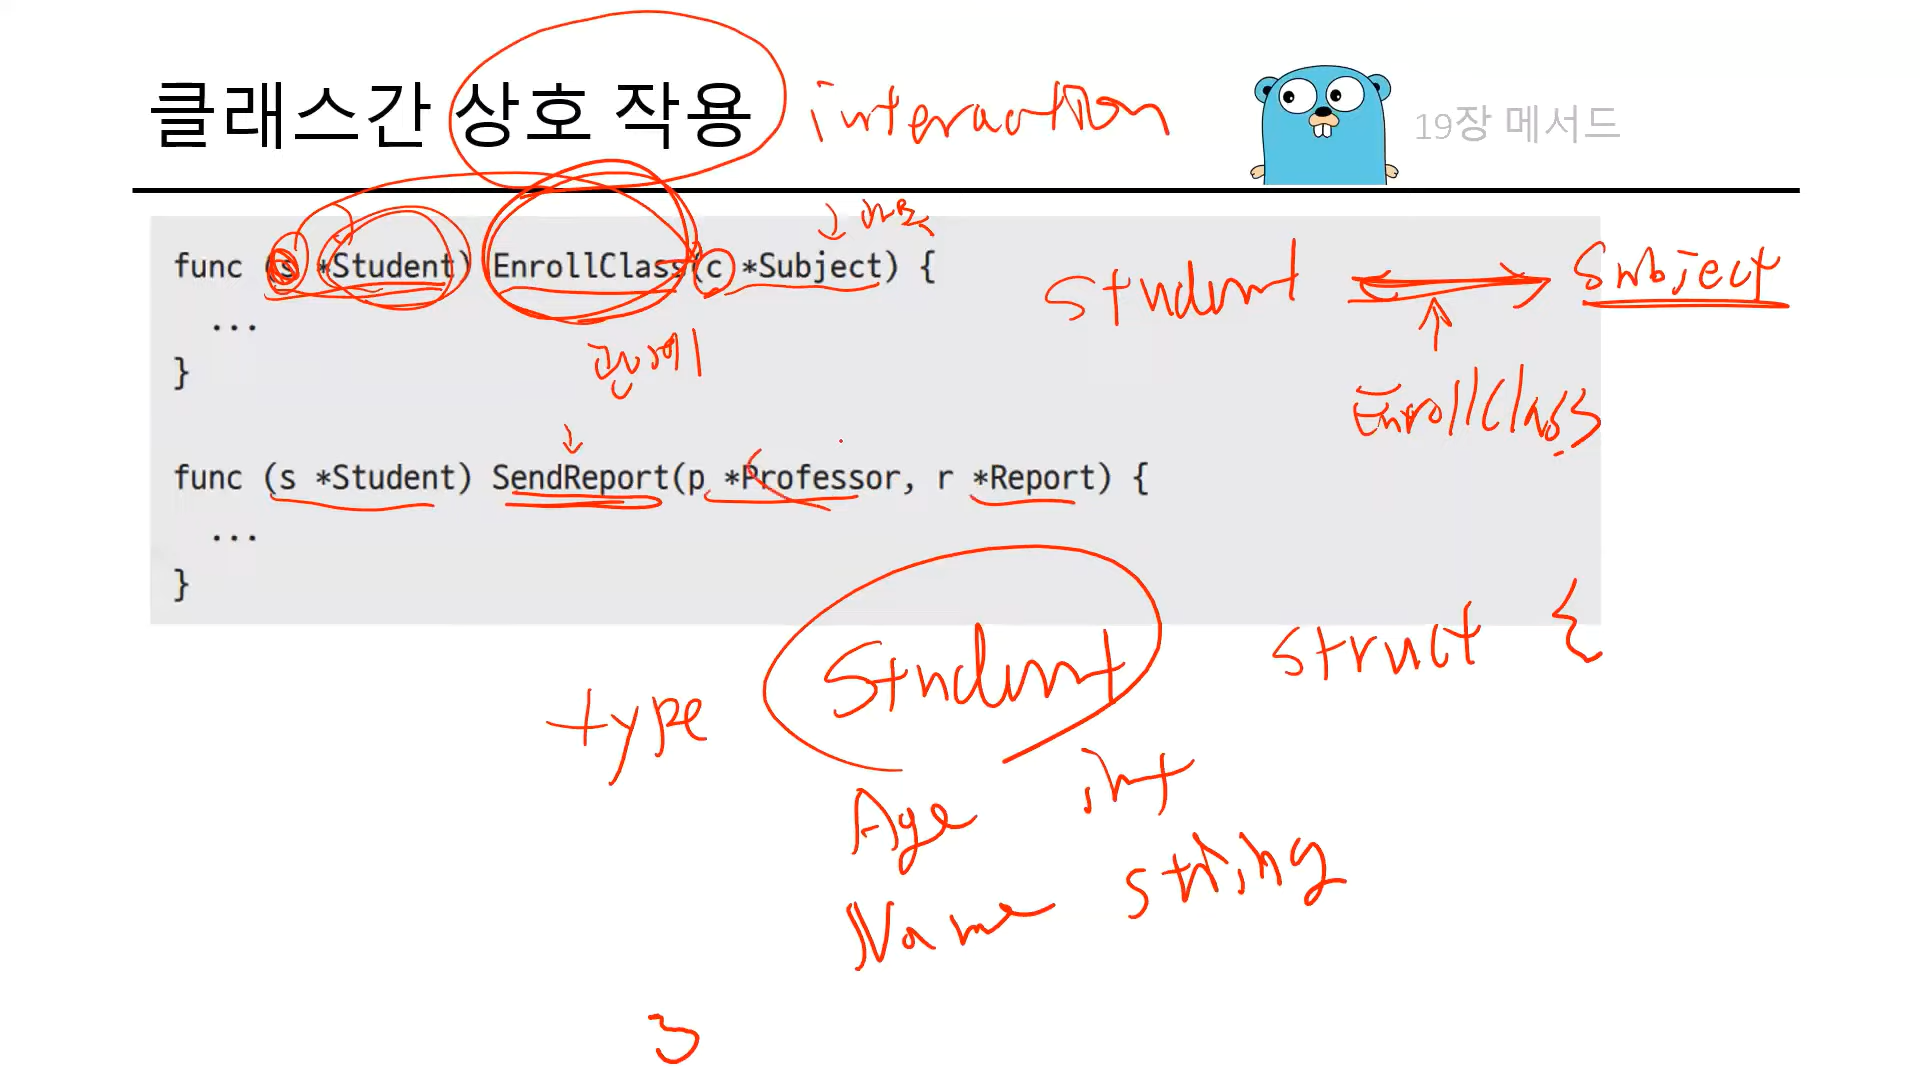 클래스간 상호 작용 interaction
19장 메서드
func (s *Student) EnrollClass(c *Subject) {
...
}
관계
Student Subject
EnrollClass
func (s *Student) SendReport(p *Professor, r *Report) {
...
}
type Student struct {
Age int
Name string
}